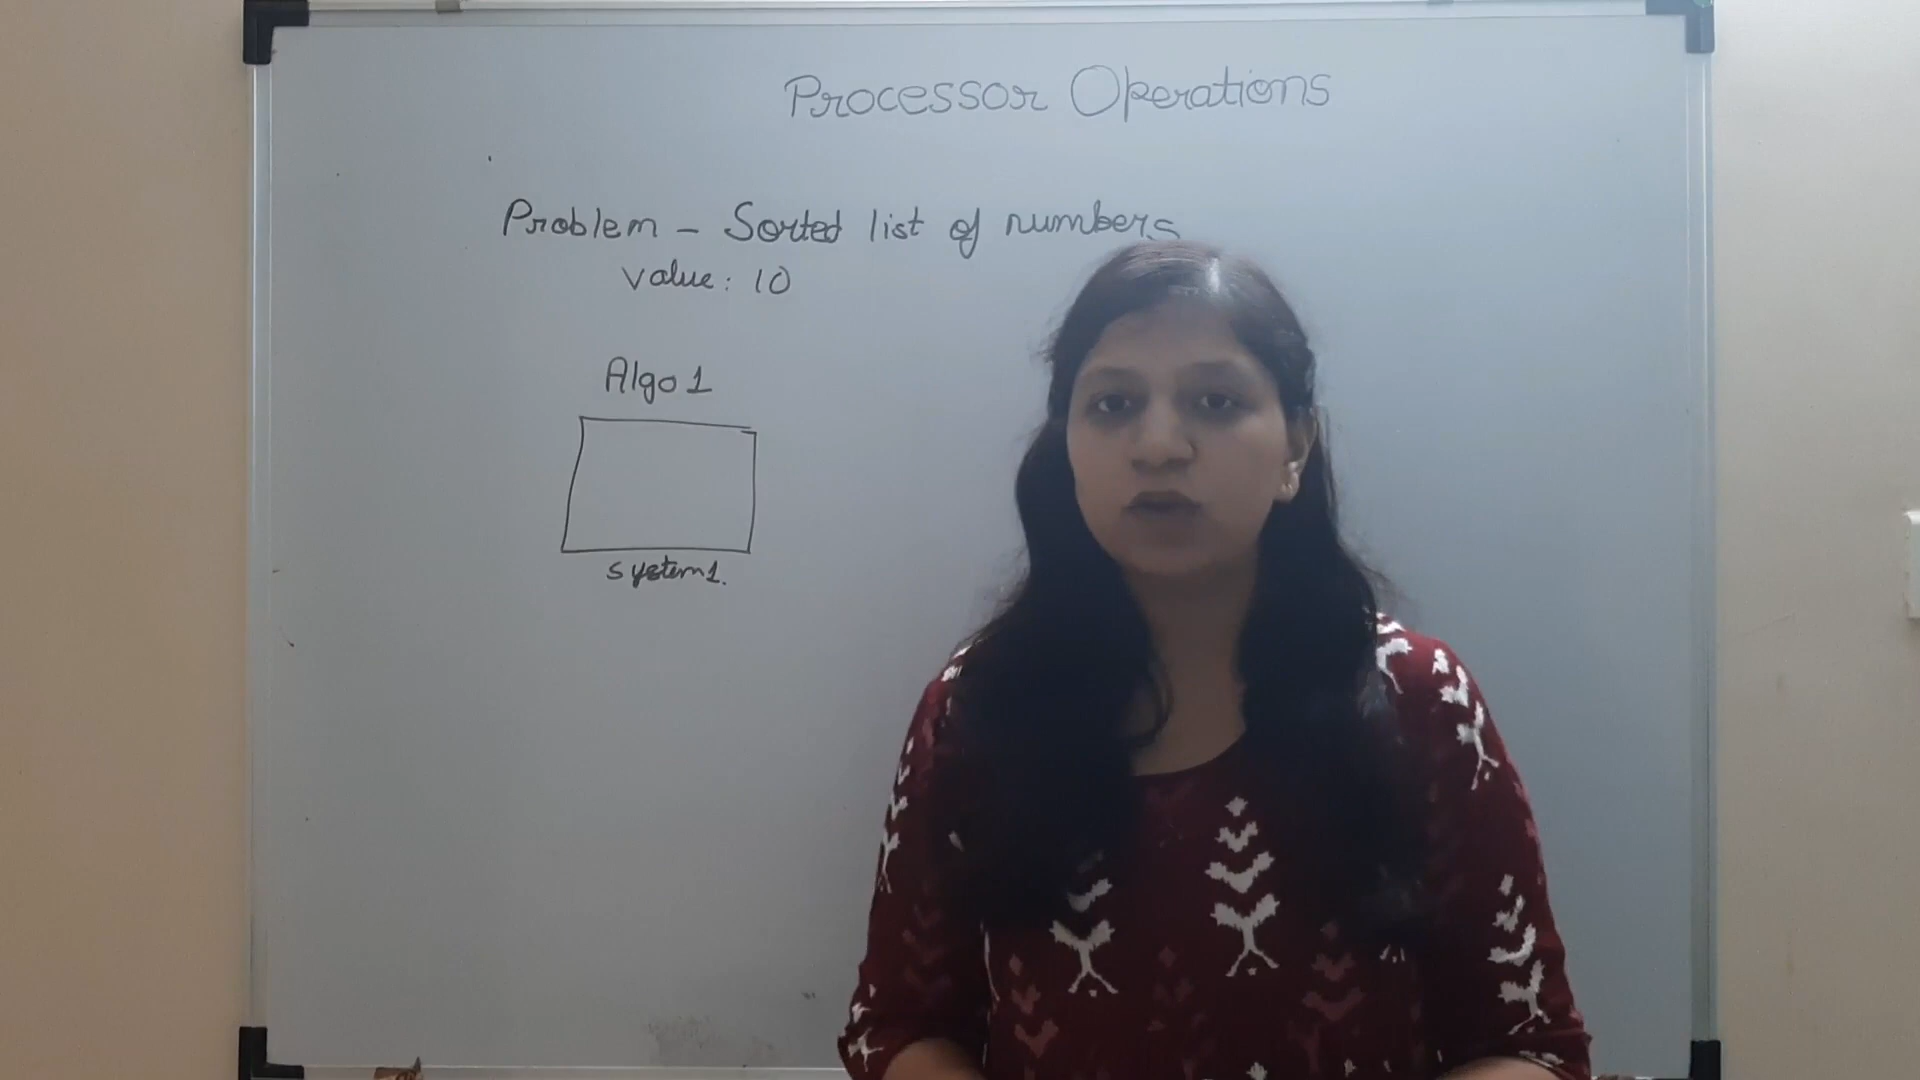 Processor Operations
Problem - Sorted list of numbers
Value: 10
Algo 1
System1.